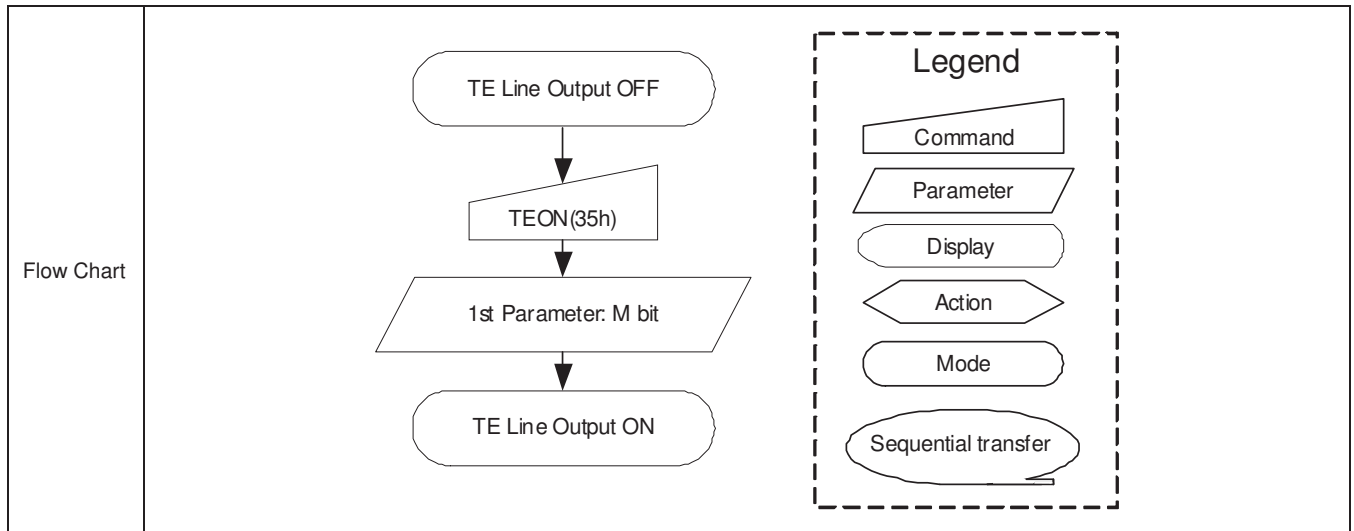 Flow Chart
TE Line Output OFF
TEON(35h)
1st Parameter: M bit
TE Line Output ON
Legend
Command
Parameter
Display
Action
Mode
Sequential transfer